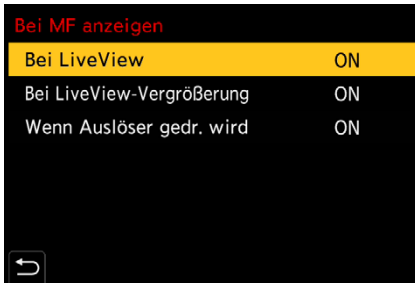 Bei MF anzeigen
Bei LiveView ON
Bei LiveView-Vergrößerung ON
Wenn Auslöser gedr. wird ON